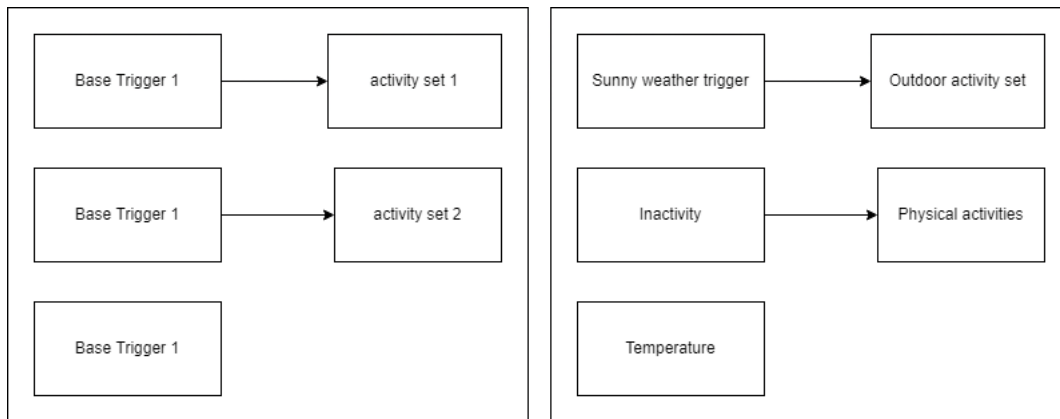 Base Trigger 1
activity set 1
Base Trigger 1
activity set 2
Base Trigger 1
Sunny weather trigger
Outdoor activity set
Inactivity
Physical activities
Temperature